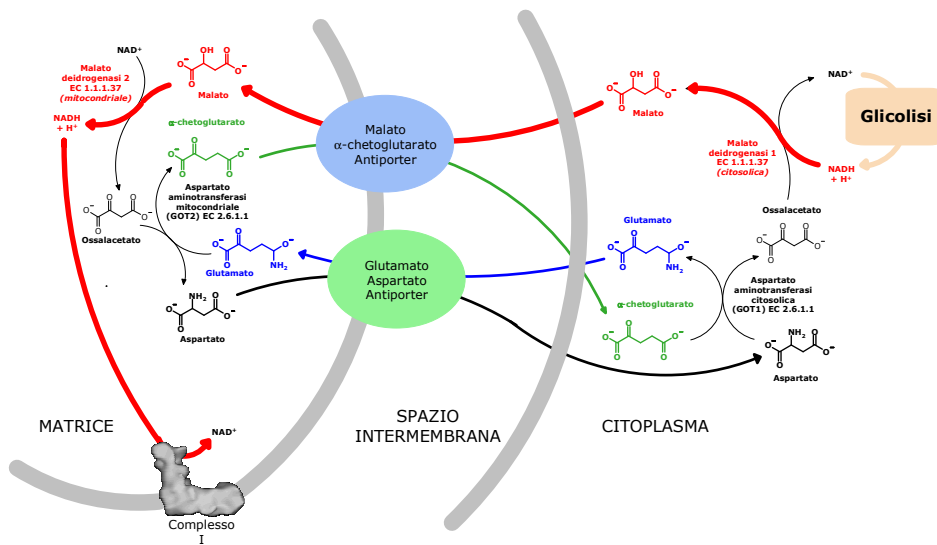 NAD⁺
Malato
deidrogenasi 2
EC 1.1.1.37
(mitocondriale)
NADH
+ H⁺
OH
O⁻
O
O
O⁻
Malato
α-chetoglutarato
O
O⁻
O
O
O⁻
Aspartato
aminotransferasi
mitocondriale
(GOT2) EC 2.6.1.1
O
O
O⁻
O
O⁻
Ossalacetato
O
O⁻
O⁻
O
NH₂
Glutamato
NH₂
O
O⁻
O
O⁻
Aspartato
Malato
α-chetoglutarato
Antiporter
Glutamato
Aspartato
Antiporter
OH
O
O⁻
O
O⁻
Malato
NAD⁺
Glicolisi
Malato
deidrogenasi 1
EC 1.1.1.37
(citosolica)
NADH
+ H⁺
Ossalacetato
O
O
O⁻
O
O⁻
Glutamato
O
O⁻
O⁻
O
NH₂
Aspartato
aminotransferasi
citosolica
(GOT1) EC 2.6.1.1
α-chetoglutarato
O
O⁻
O
O
O⁻
NH₂
O
O⁻
O
O⁻
Aspartato
MATRICE
SPAZIO
INTERMEMBRANA
CITOPLASMA
NAD⁺
Complesso
I